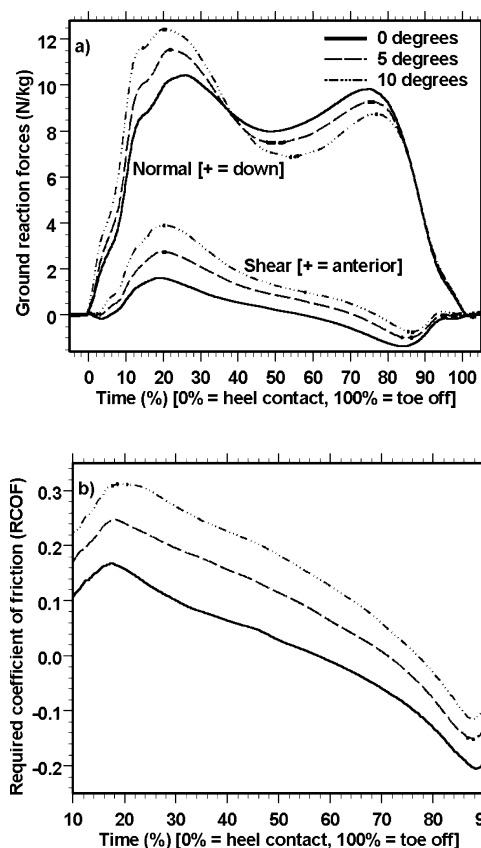 a)
0 degrees
5 degrees
10 degrees
Ground reaction forces (N/kg)
12
10
8
6
4
2
0
Normal [+ = down]
Shear [+ = anterior]
0 10 20 30 40 50 60 70 80 90 100
Time (%) [0% = heel contact, 100% = toe off]
b)
Required coefficient of friction (RCOF)
0.3
0.2
0.1
0.0
-0.1
-0.2
10 20 30 40 50 60 70 80 9
Time (%) [0% = heel contact, 100% = toe off]